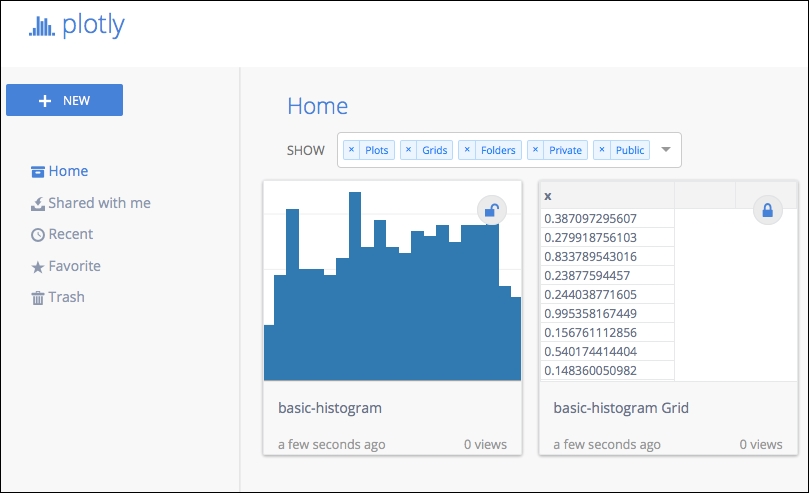 plotly
NEW
Home
Shared with me
Recent
Favorite
Trash
Home
SHOW × Plots × Grids × Folders × Private × Public
basic-histogram
a few seconds ago 0 views
x
0.387097295607
0.279918756103
0.833789543016
0.23877594457
0.244038771605
0.995358167449
0.156761112856
0.540174414404
0.148360050982
basic-histogram Grid
a few seconds ago 0 views